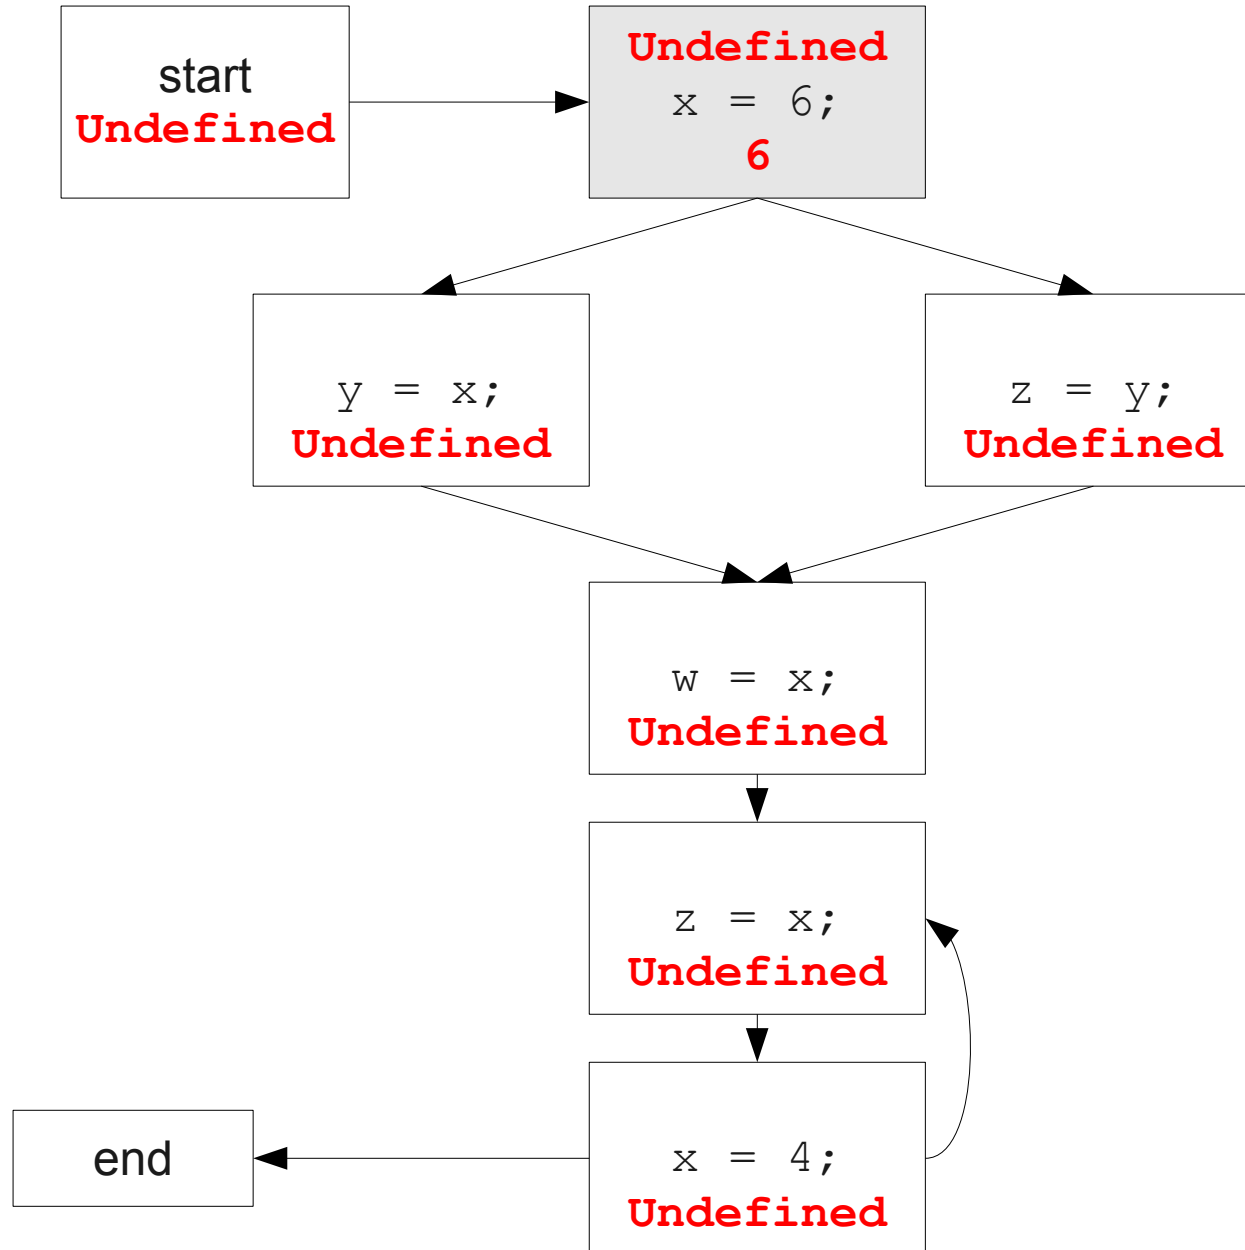 start
Undefined
Undefined
x = 6;
6
y = x;
Undefined
z = y;
Undefined
w = x;
Undefined
z = x;
Undefined
end
x = 4;
Undefined